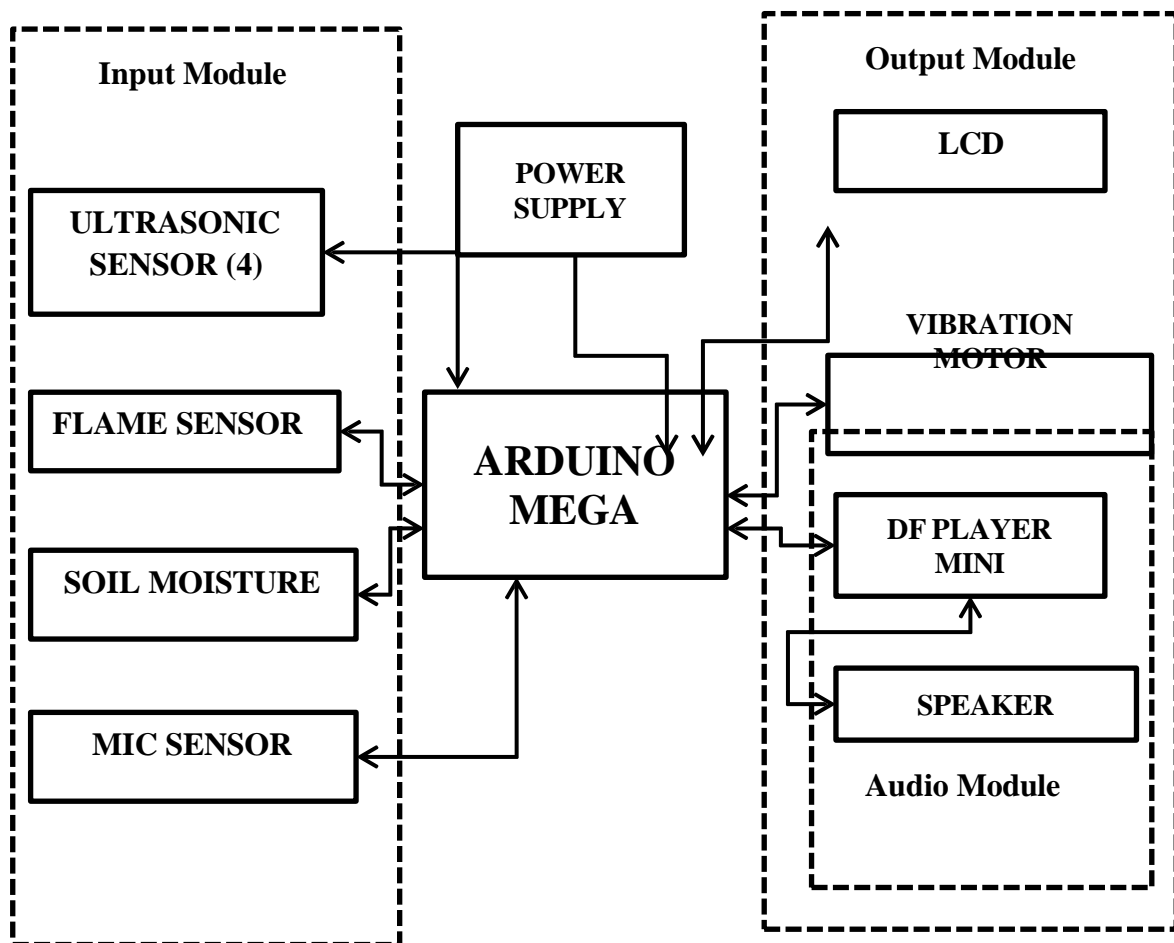 Input Module
ULTRASONIC
SENSOR (4)
FLAME SENSOR
SOIL MOISTURE
MIC SENSOR
POWER
SUPPLY
ARDUINO
MEGA
Output Module
LCD
VIBRATION
MOTOR
DF PLAYER
MINI
SPEAKER
Audio Module